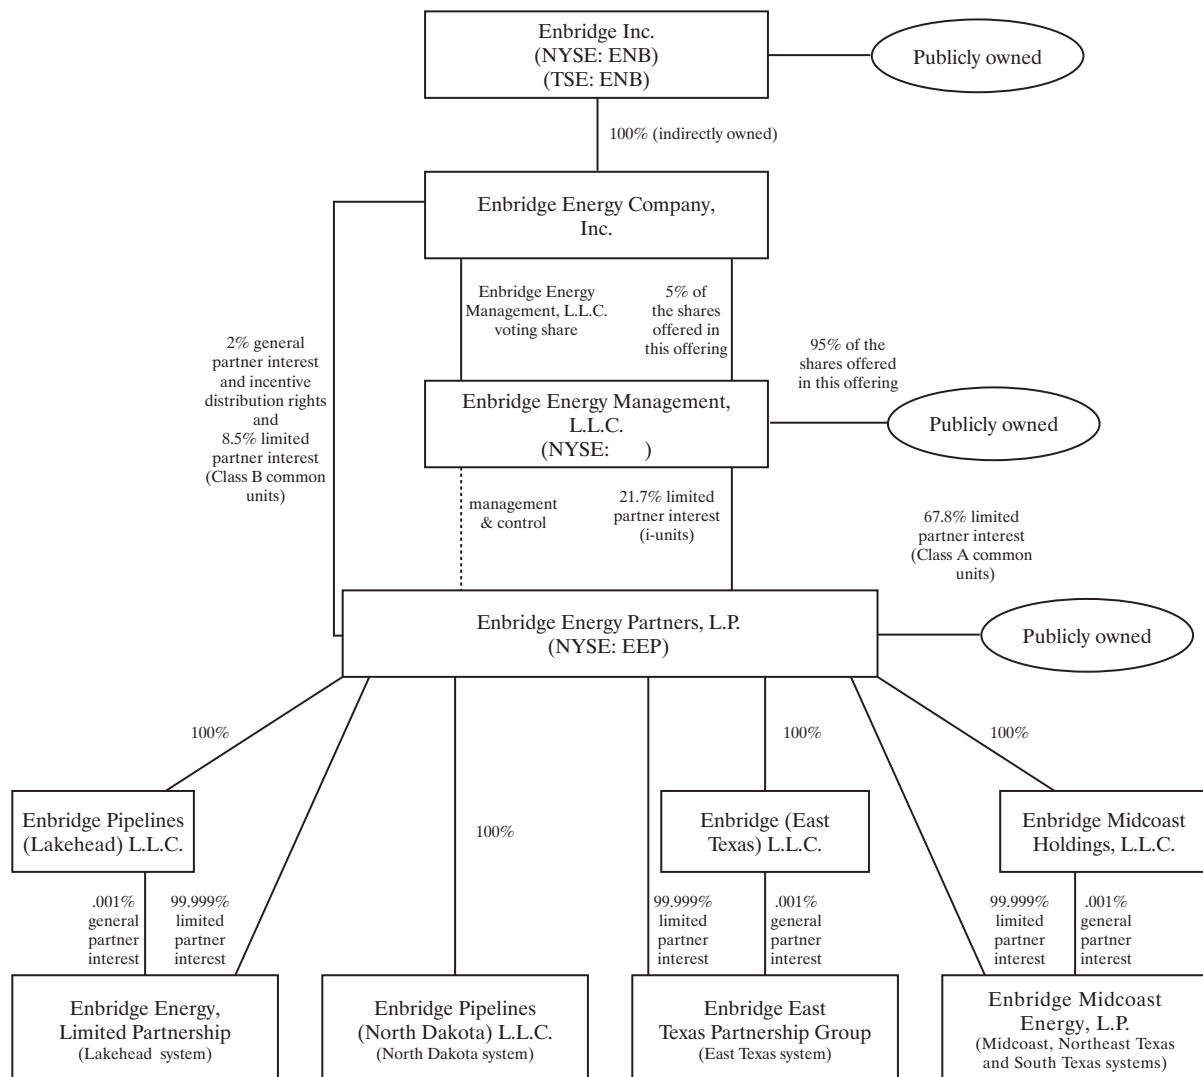 Enbridge Inc.
(NYSE: ENB)
(TSE: ENB)
Publicly owned
100% (indirectly owned)
Enbridge Energy Company,
Inc.
2% general
partner interest
and incentive
distribution rights
and
8.5% limited
partner interest
(Class B common
units)
Enbridge Energy
Management, L.L.C.
voting share
5% of
the shares
offered in
this offering
95% of the
shares offered
in this offering
Enbridge Energy Management,
L.L.C.
(NYSE:      )
Publicly owned
management
& control
21.7% limited
partner interest
(i-units)
67.8% limited
partner interest
(Class A common
units)
Enbridge Energy Partners, L.P.
(NYSE: EEP)
Publicly owned
100%
100%
100%
100%
Enbridge Pipelines
(Lakehead) L.L.C.
Enbridge (East
Texas) L.L.C.
Enbridge Midcoast
Holdings, L.L.C.
.001%
general
partner
interest
99.999%
limited
partner
interest
99.999%
limited
partner
interest
.001%
general
partner
interest
99.999%
limited
partner
interest
.001%
general
partner
interest
Enbridge Energy,
Limited Partnership
(Lakehead system)
Enbridge Pipelines
(North Dakota) L.L.C.
(North Dakota system)
Enbridge East
Texas Partnership Group
(East Texas system)
Enbridge Midcoast
Energy, L.P.
(Midcoast, Northeast Texas
and South Texas systems)